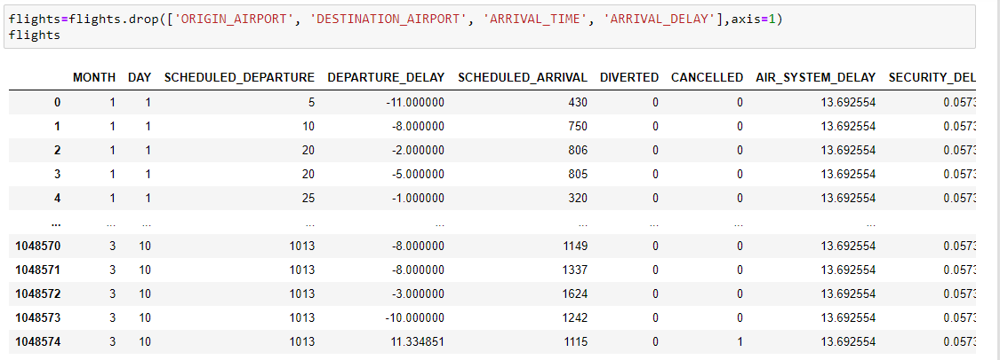 flights=flights.drop(['ORIGIN_AIRPORT', 'DESTINATION_AIRPORT', 'ARRIVAL_TIME', 'ARRIVAL_DELAY'],axis=1)
flights
MONTH DAY SCHEDULED_DEPARTURE DEPARTURE_DELAY SCHEDULED_ARRIVAL DIVERTED CANCELLED AIR_SYSTEM_DELAY SECURITY_DEL
0 1 1 5 -11.000000 430 0 0 13.692554 0.0573
1 1 1 10 -8.000000 750 0 0 13.692554 0.0573
2 1 1 20 -2.000000 806 0 0 13.692554 0.0573
3 1 1 20 -5.000000 805 0 0 13.692554 0.0573
4 1 1 25 -1.000000 320 0 0 13.692554 0.0573
... ... ... ... ... ... ... ... ...
1048570 3 10 1013 -8.000000 1149 0 0 13.692554 0.0573
1048571 3 10 1013 -8.000000 1337 0 0 13.692554 0.0573
1048572 3 10 1013 -3.000000 1624 0 0 13.692554 0.0573
1048573 3 10 1013 -10.000000 1242 0 0 13.692554 0.0573
1048574 3 10 1013 11.334851 1115 0 1 13.692554 0.0573